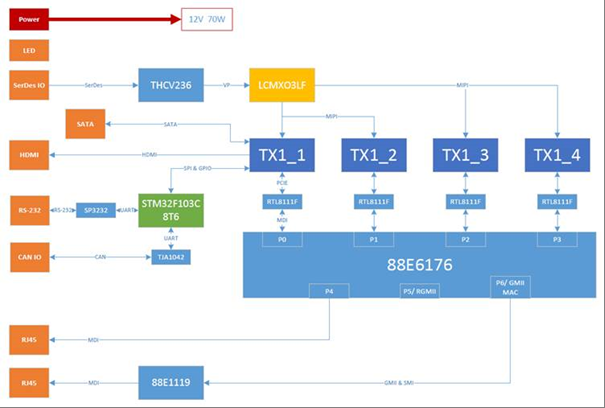 Power
12V 70W
LED
SerDes IO
SerDes
THCV236
VP
LCMXO3LF
MIPI
SATA
SATA
MIPI
HDMI
HDMI
TX1_1
TX1_2
TX1_3
TX1_4
SPI & GPIO
PCIE
RS-232
RS-232
SP3232
UART
STM32F103C
8T6
RTL8111F
RTL8111F
RTL8111F
RTL8111F
MDI
UART
P0
P1
P2
P3
CAN IO
CAN
TJA1042
88E6176
P4
P5/ RGMII
P6/ GMII
MAC
RJ45
MDI
RJ45
MDI
88E1119
GMII & SMI